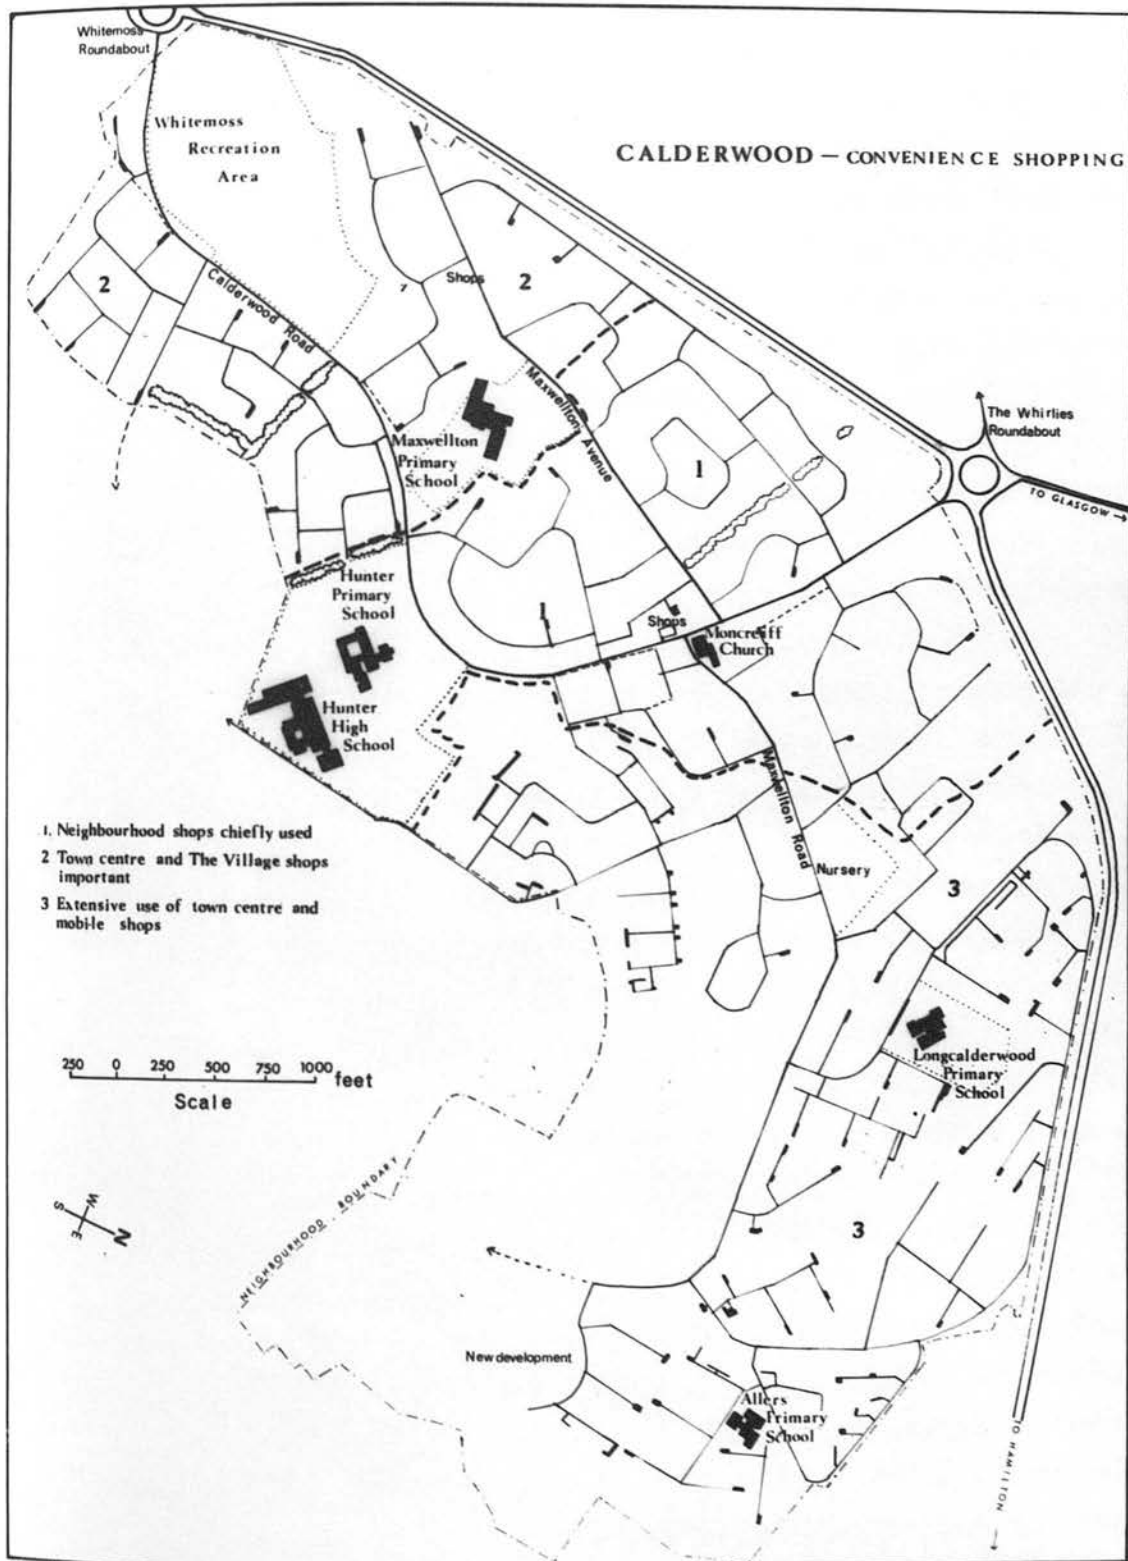 Whitemoss
Roundabout
Whitemoss
Recreation
Area
CALDERWOOD — CONVENIENCE SHOPPING
2
Calderwood Road
Shops
2
Maxwellton Avenue
The Whirlies
Roundabout
TO GLASGOW
Maxwellton
Primary
School
1
Hunter
Primary
School
1
Shops
Moncreiff
Church
Hunter
High
School
Maxwellton Road
Nursery
1. Neighbourhood shops chiefly used
2 Town centre and The Village shops
important
3 Extensive use of town centre and
mobile shops
3
Longcalderwood
Primary
School
250 0 250 500 750 1000 feet
Scale
S W E N
NEIGHBOURHOOD BOUNDARY
3
New development
Allers
Primary
School
TO HAMILTON